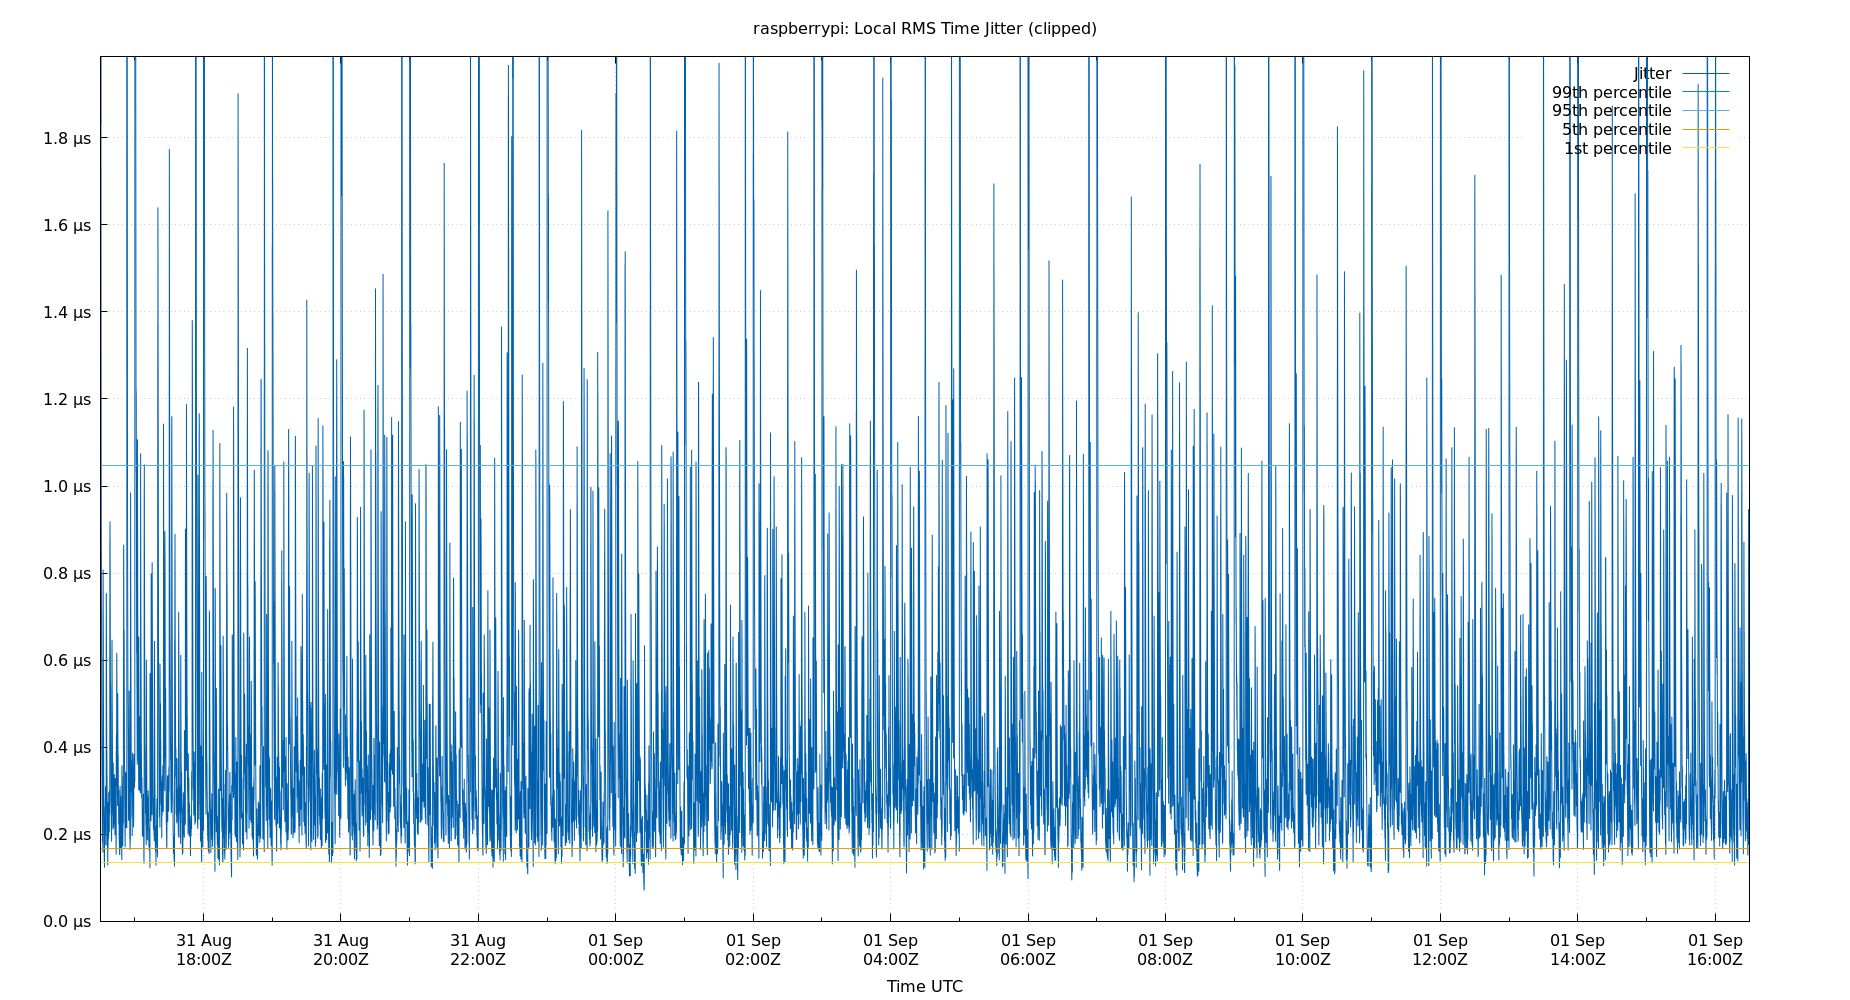 raspberrypi: Local RMS Time Jitter (clipped)
Jitter
99th percentile
95th percentile
5th percentile
1st percentile
1.8 µs
1.6 µs
1.4 µs
1.2 µs
1.0 µs
0.8 µs
0.6 µs
0.4 µs
0.2 µs
0.0 µs
31 Aug 31 Aug 31 Aug 01 Sep 01 Sep 01 Sep 01 Sep 01 Sep 01 Sep 01 Sep 01 Sep 01 Sep
18:00Z 20:00Z 22:00Z 00:00Z 02:00Z 04:00Z 06:00Z 08:00Z 10:00Z 12:00Z 14:00Z 16:00Z
Time UTC